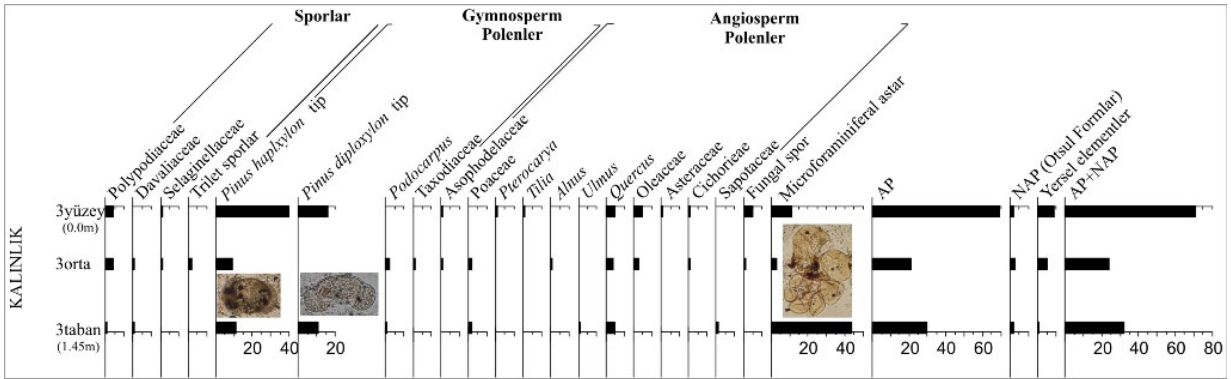 Sporlar
Gymnosperm
Polenler
Angiosperm
Polenler
Polypodiaceae
Davaliaceae
Selaginellaceae
Trilet sporlar
Pinus haplxylon tip
Pinus diploxylon tip
Podocarpus
Taxodiaceae
Asophodelaceae
Poaceae
Pterocarya
Tilia
Alnus
Ulmus
Quercus
Oleaceae
Asteraceae
Cichorieae
Sapotaceae
Fungal spor
Microforaminiferal astar
AP
NAP (Otsul Formlar)
Yersel elementler
AP+NAP
KALINLIK
3yüzey
(0.0m)
3orta
3taban
(1.45m)
20 40 20 20 40 20 40 60 20 40 60 80